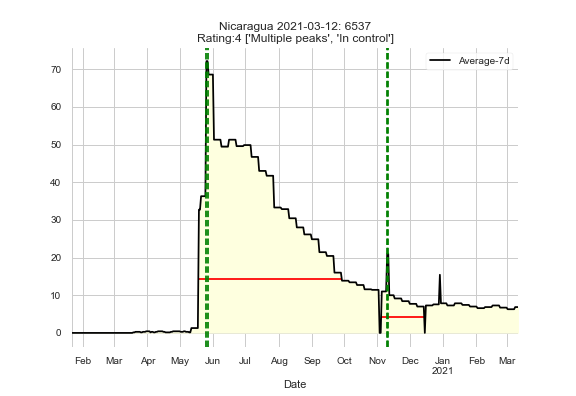 Nicaragua 2021-03-12: 6537
Rating:4 ['Multiple peaks', 'In control']
Average-7d
70
60
50
40
30
20
10
0
Feb Mar Apr May Jun Jul Aug Sep Oct Nov Dec Jan Feb Mar
2021
Date